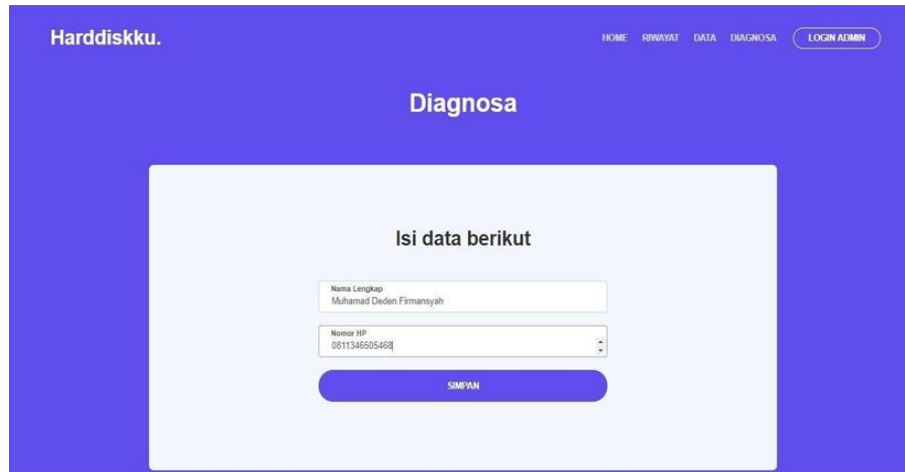 Harddiskku.
HOME RIWAYAT DATA DIAGNOSA LOGIN ADMIN
Diagnosa
Isi data berikut
Nama Lengkap
Muhamad Deden Firmansyah
Nomor HP
0811346505468
SIMPAN